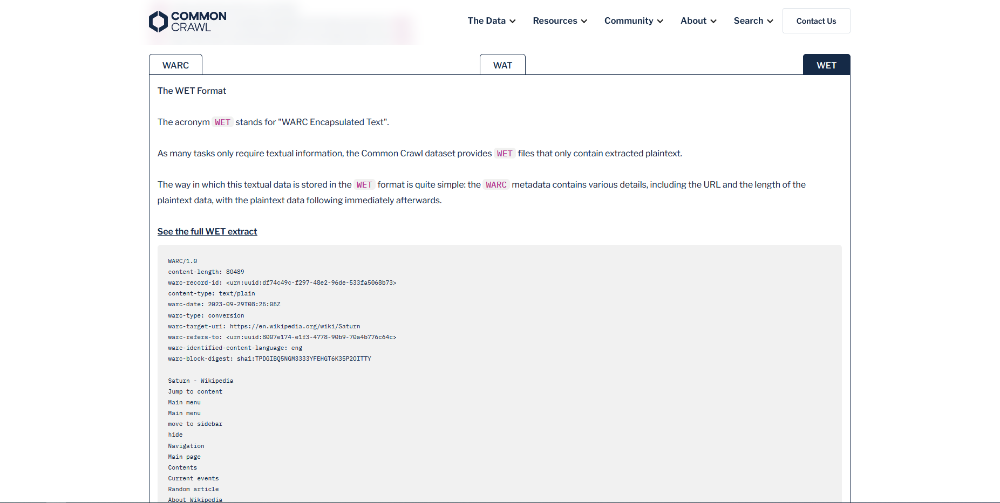 COMMON
CRAWL
The Data
Resources
Community
About
Search
Contact Us
WARC
WAT
WET
The WET Format
The acronym WET stands for "WARC Encapsulated Text".
As many tasks only require textual information, the Common Crawl dataset provides WET files that only contain extracted plaintext.
The way in which this textual data is stored in the WET format is quite simple: the WARC metadata contains various details, including the URL and the length of the
plaintext data, with the plaintext data following immediately afterwards.
See the full WET extract
WARC/1.0
content-length: 80489
warc-record-id: <urn:uuid:df74c49c-f297-48e2-96de-533fa5068b73>
content-type: text/plain
warc-date: 2023-09-29T08:25:05Z
warc-type: conversion
warc-target-uri: https://en.wikipedia.org/wiki/Saturn
warc-refers-to: <urn:uuid:8007e174-e1f3-4778-90b9-70a4b776c64c>
warc-identified-content-language: eng
warc-block-digest: sha1:TPDGIBQ5NGM3333YFEHGT6K35P2OITTY
Saturn - Wikipedia
Jump to content
Main menu
Main menu
move to sidebar
hide
Navigation
Main page
Contents
Current events
Random article
About Wikipedia